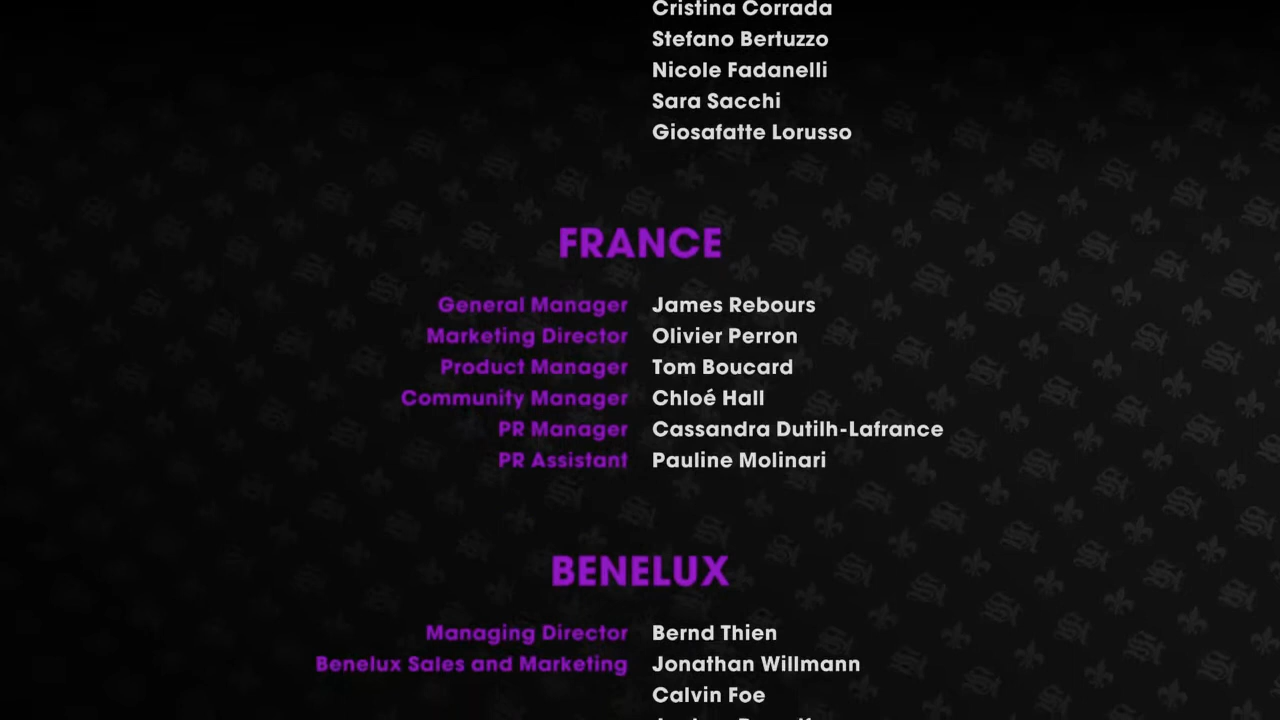 Cristina Corrada
Stefano Bertuzzo
Nicole Fadanelli
Sara Sacchi
Giosafatte Lorusso
FRANCE
General Manager James Rebours
Marketing Director Olivier Perron
Product Manager Tom Boucard
Community Manager Chloé Hall
PR Manager Cassandra Dutilh-Lafrance
PR Assistant Pauline Molinari
BENELUX
Managing Director Bernd Thien
Benelux Sales and Marketing Jonathan Willmann
Calvin Foe